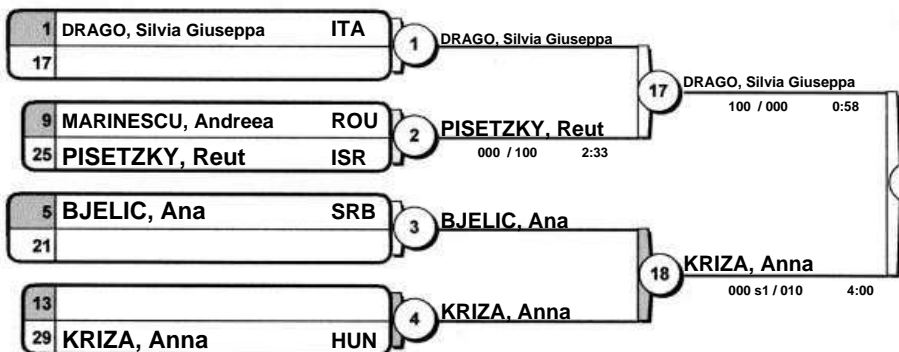 1 DRAGO, Silvia Giuseppa ITA
17
1 DRAGO, Silvia Giuseppa
9 MARINESCU, Andreea ROU
25 PISETZKY, Reut ISR
2 PISETZKY, Reut
000 / 100 2:33
17 DRAGO, Silvia Giuseppa
100 / 000 0:58
5 BJELIC, Ana SRB
21
3 BJELIC, Ana
13
29 KRIZA, Anna HUN
4 KRIZA, Anna
18 KRIZA, Anna
000 s1 / 010 4:00